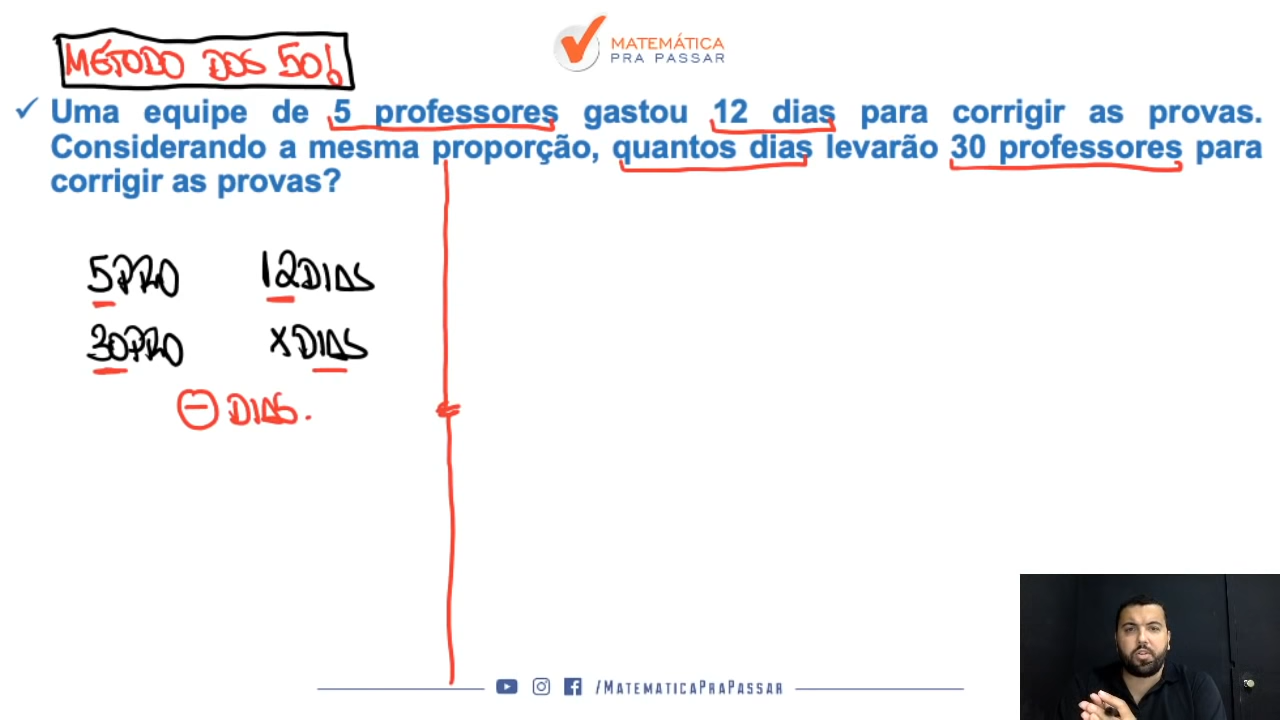 MÉTODO DOS 50!
MATEMÁTICA
PRA PASSAR
✓ Uma equipe de 5 professores gastou 12 dias para corrigir as provas.
Considerando a mesma proporção, quantos dias levarão 30 professores para
corrigir as provas?
5PRO 12DIAS
30PRO X DIAS
⊖ DIAS.
/MATEMATICAPRAPASSAR